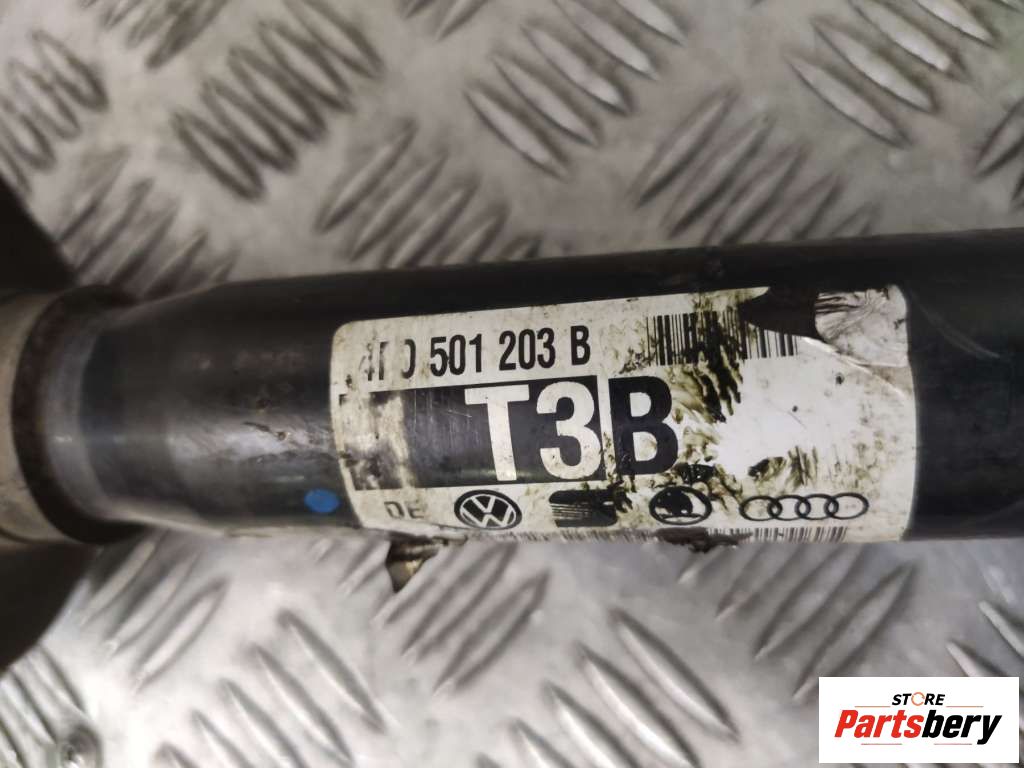 501 203 B
T3B
DE
STORE
Partsbery